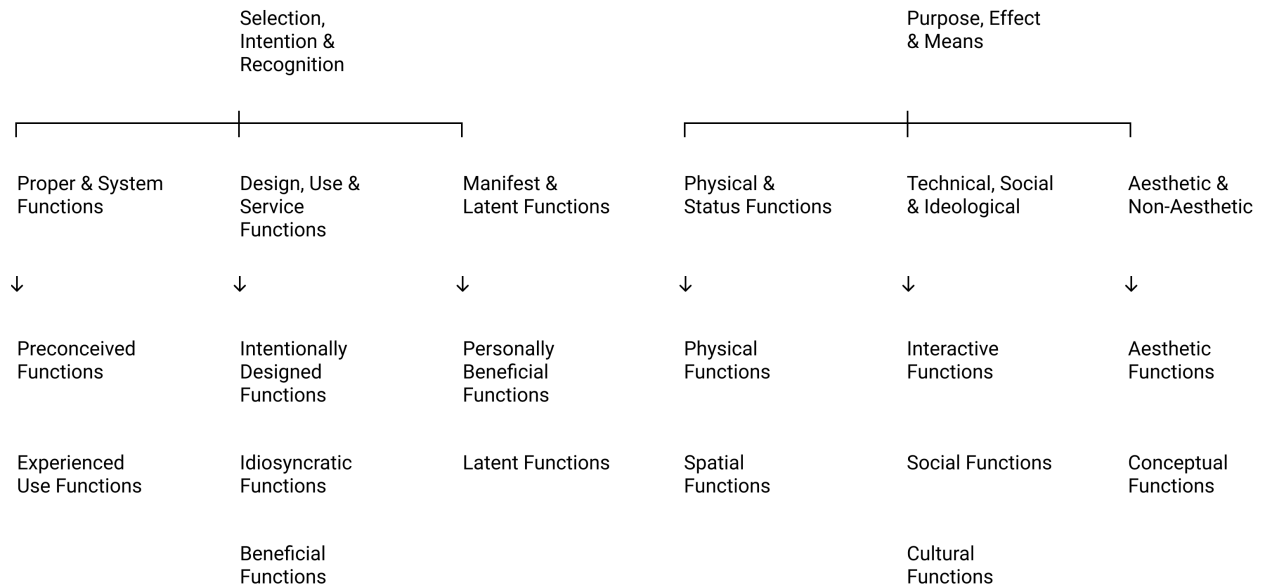 Selection,
Intention &
Recognition
Purpose, Effect
& Means
Proper & System
Functions
Design, Use &
Service
Functions
Manifest &
Latent Functions
Physical &
Status Functions
Technical, Social
& Ideological
Aesthetic &
Non-Aesthetic
Preconceived
Functions
Intentionally
Designed
Functions
Personally
Beneficial
Functions
Physical
Functions
Interactive
Functions
Aesthetic
Functions
Experienced
Use Functions
Idiosyncratic
Functions
Latent Functions
Spatial
Functions
Social Functions
Conceptual
Functions
Beneficial
Functions
Cultural
Functions